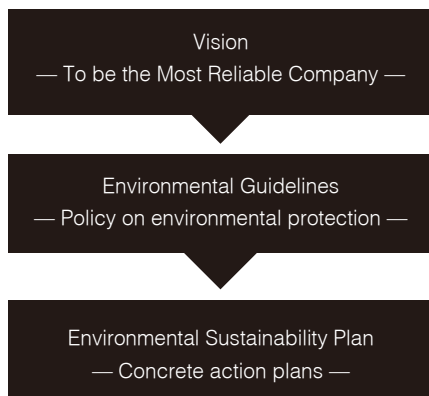 Vision
— To be the Most Reliable Company —
Environmental Guidelines
— Policy on environmental protection —
Environmental Sustainability Plan
— Concrete action plans —